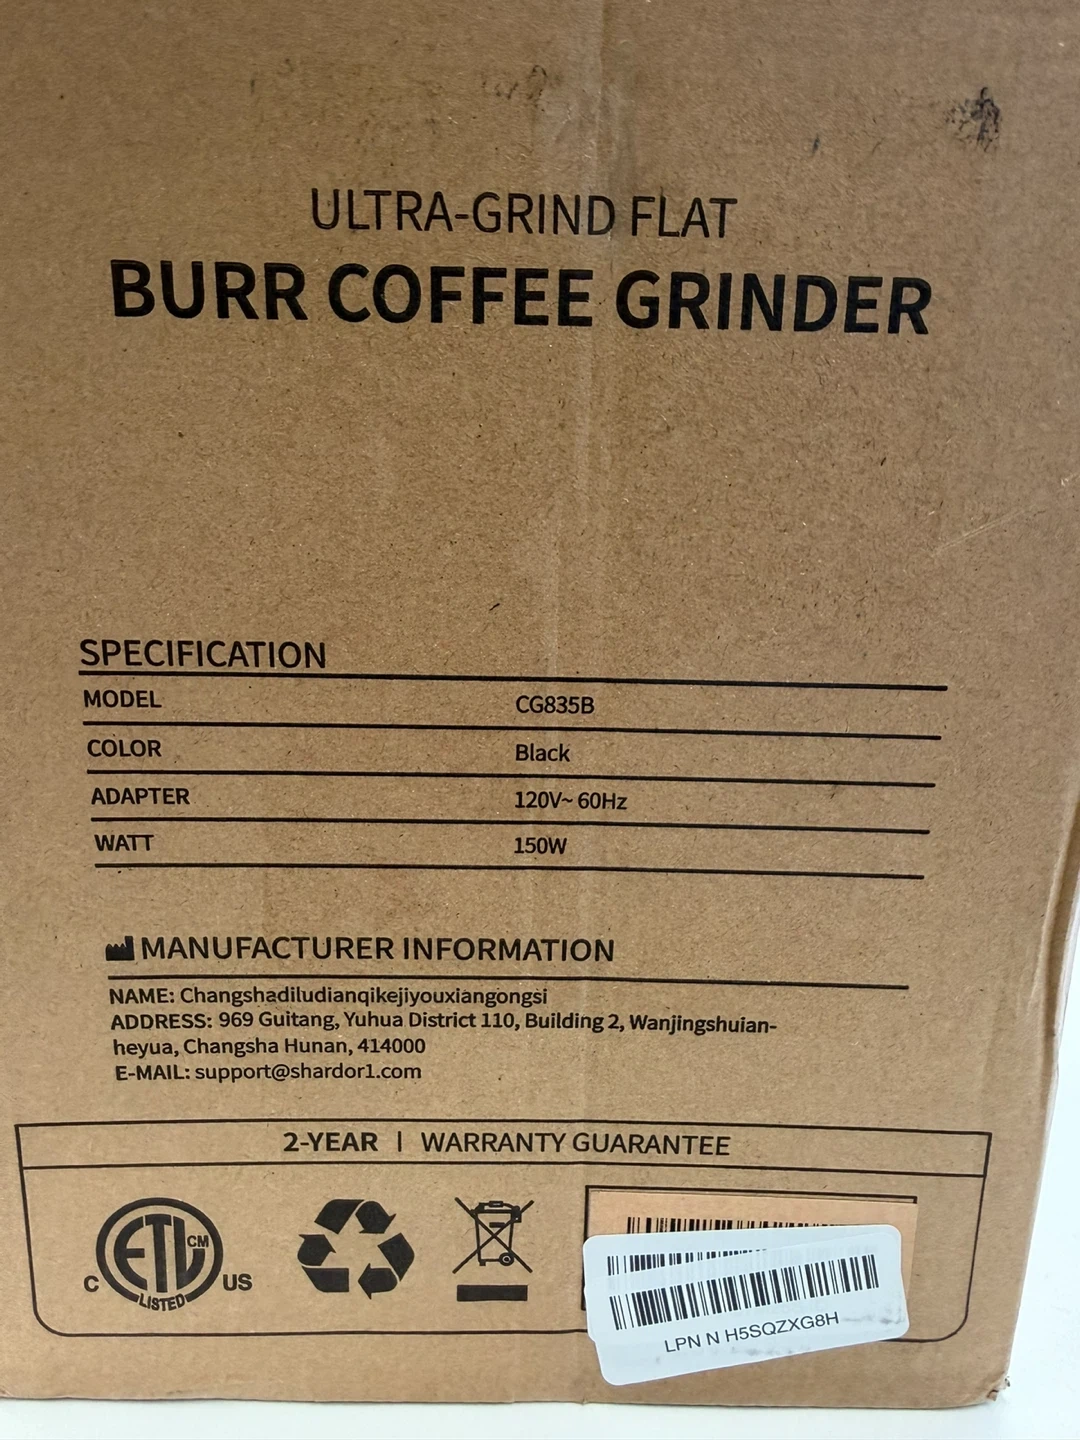 ULTRA-GRIND FLAT
BURR COFFEE GRINDER
SPECIFICATION
MODEL CG835B
COLOR Black
ADAPTER 120V~ 60Hz
WATT 150W
MANUFACTURER INFORMATION
NAME: Changshadiludianqikejiyouxiangongsi
ADDRESS: 969 Guitang, Yuhua District 110, Building 2, Wanjingshuian-
heyua, Changsha Hunan, 414000
E-MAIL: support@shardor1.com
2-YEAR | WARRANTY GUARANTEE
C ETL CM US
LISTED
LPN N H5SQZXG8H